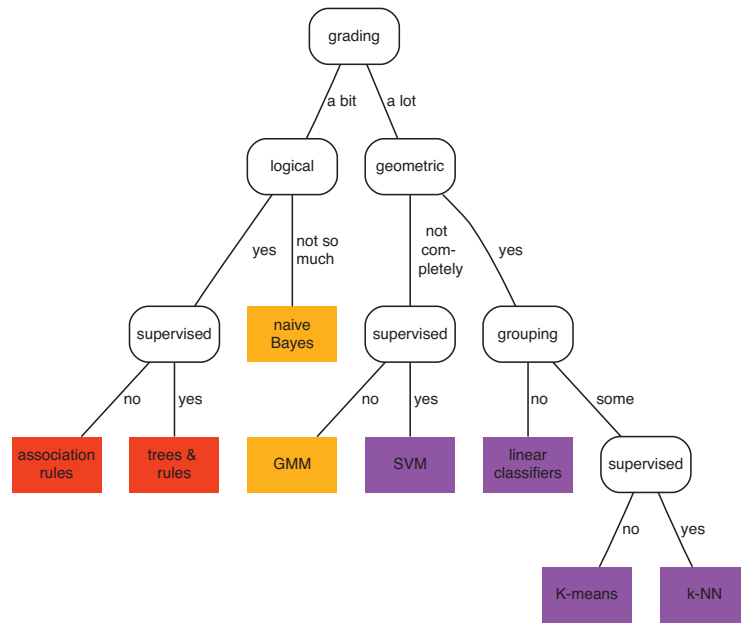 grading
a bit
a lot
logical
geometric
yes
not so
much
not
com-
pletely
yes
supervised
naive
Bayes
supervised
grouping
no
yes
no
yes
no
some
association
rules
trees &
rules
GMM
SVM
linear
classifiers
supervised
no
yes
K-means
k-NN